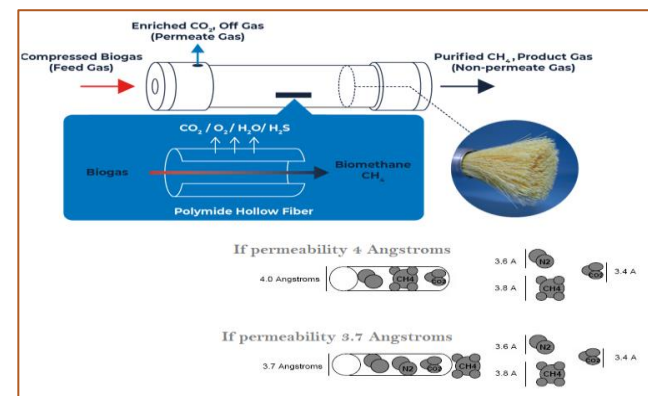 Enriched CO₂, Off Gas
(Permeate Gas)
Compressed Biogas
(Feed Gas)
Purified CH₄, Product Gas
(Non-permeate Gas)
CO₂ / O₂ / H₂O/ H₂S
Biogas
Biomethane
CH₄
Polymide Hollow Fiber
If permeability 4 Angstroms
4.0 Angstroms
CH4
CO2
3.6 A
N2
3.8 A
CH4
CO2
3.4 A
If permeability 3.7 Angstroms
3.7 Angstroms
N2
CO2
CH4
3.6 A
N2
3.8 A
CH4
CO2
3.4 A